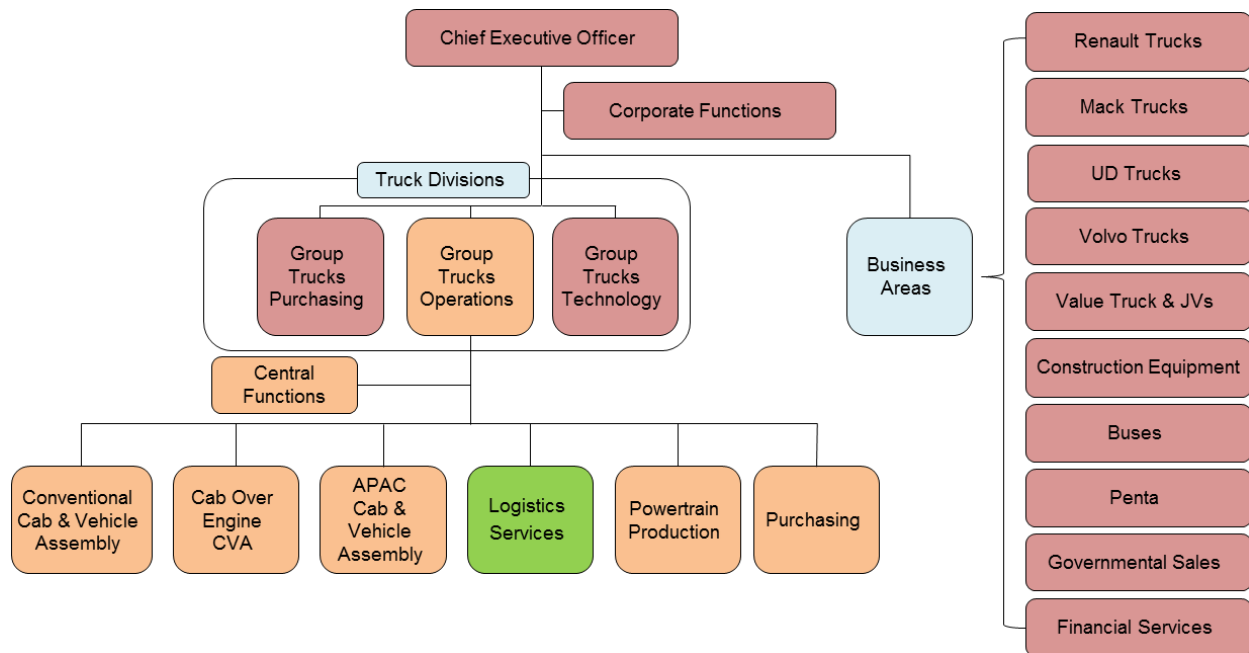 Chief Executive Officer
Corporate Functions
Truck Divisions
Group
Trucks
Purchasing
Group
Trucks
Operations
Group
Trucks
Technology
Business
Areas
Central
Functions
Conventional
Cab & Vehicle
Assembly
Cab Over
Engine
CVA
APAC
Cab &
Vehicle
Assembly
Logistics
Services
Powertrain
Production
Purchasing
Renault Trucks
Mack Trucks
UD Trucks
Volvo Trucks
Value Truck & JVs
Construction Equipment
Buses
Penta
Governmental Sales
Financial Services